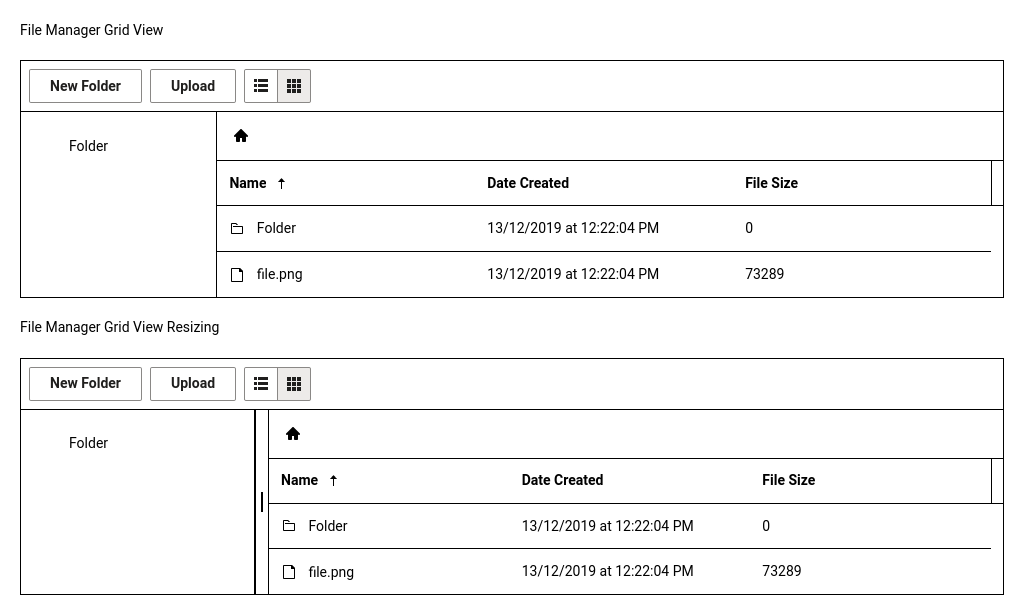 File Manager Grid View
New Folder Upload
Folder
Name Date Created File Size
Folder 13/12/2019 at 12:22:04 PM 0
file.png 13/12/2019 at 12:22:04 PM 73289
File Manager Grid View Resizing
New Folder Upload
Folder
Name Date Created File Size
Folder 13/12/2019 at 12:22:04 PM 0
file.png 13/12/2019 at 12:22:04 PM 73289